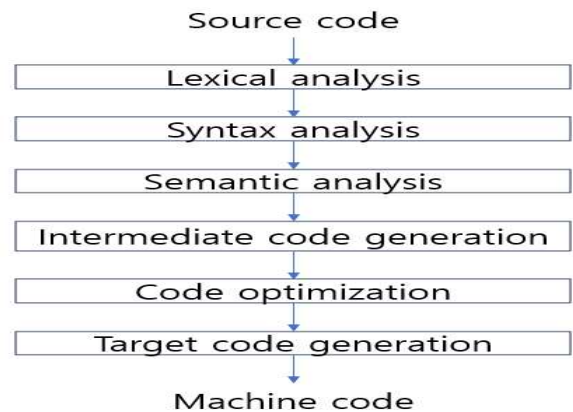 Source code
Lexical analysis
Syntax analysis
Semantic analysis
Intermediate code generation
Code optimization
Target code generation
Machine code